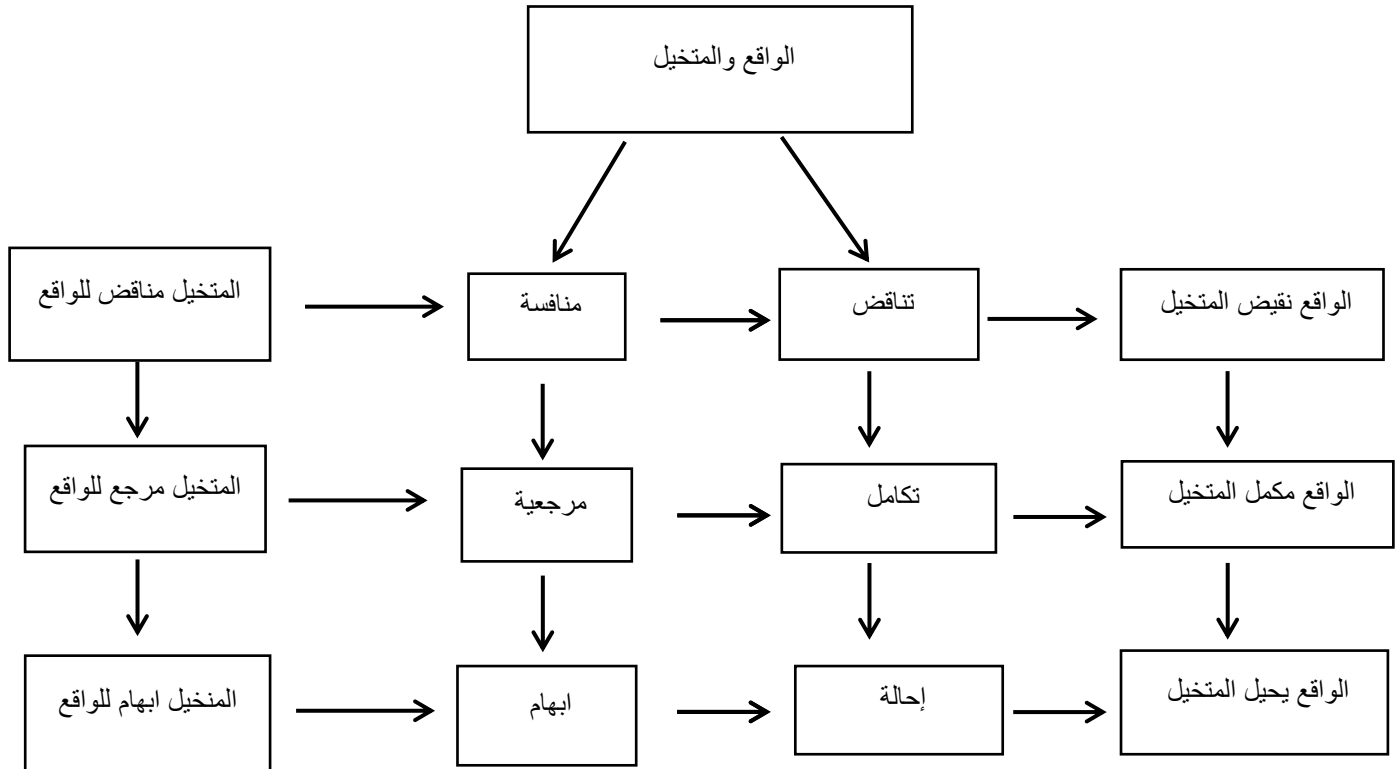 الواقع والمتخيل
الواقع نقيض المتخيل
تناقض
منافسة
المتخيل مناقض للواقع
الواقع مكمل المتخيل
تكامل
مرجعية
المتخيل مرجع للواقع
الواقع يحيل المتخيل
إحالة
ابهام
المتخيل ابهام للواقع